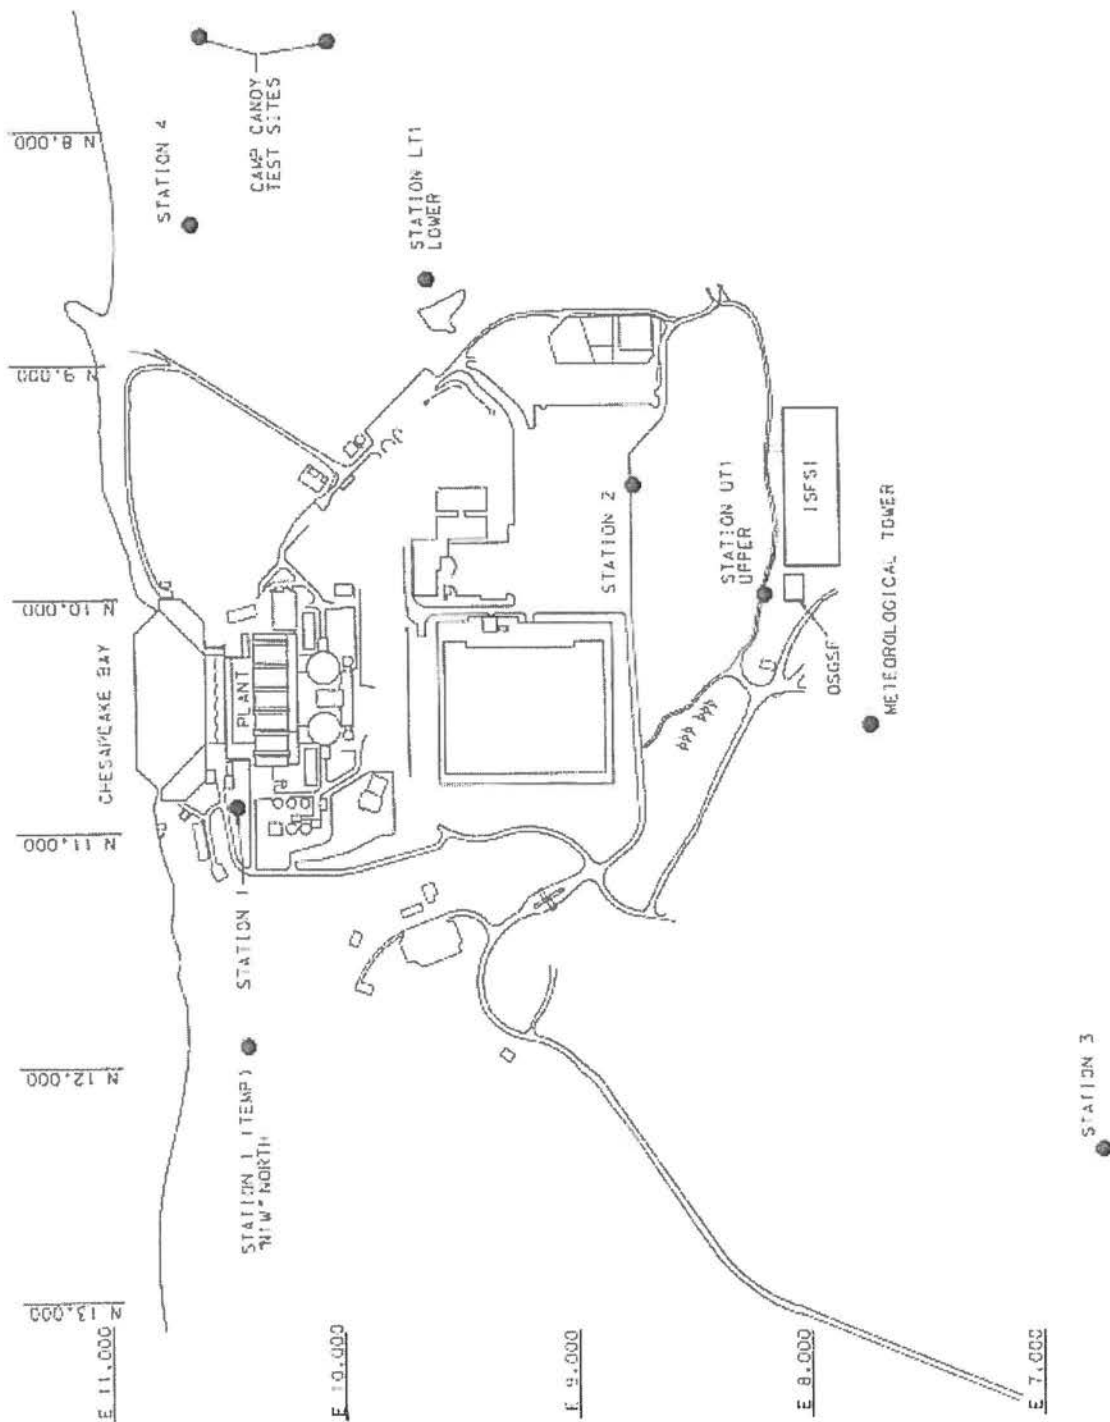 N 8,000
STATION 4
CAMP CANOY
TEST SITES
STATION LT1
LOWER
N 9,000
N 10,000
CHESAPEAKE BAY
PLANT
STATION 2
STATION UT1
UPPER
ISFSI
OSGSF
METEOROLOGICAL TOWER
N 11,000
STATION 1
N 12,000
STATION 1 (TEMP)
"N1W" NORTH
STATION 3
N 13,000
E 11,000
E 10,000
E 9,000
E 8,000
E 7,000